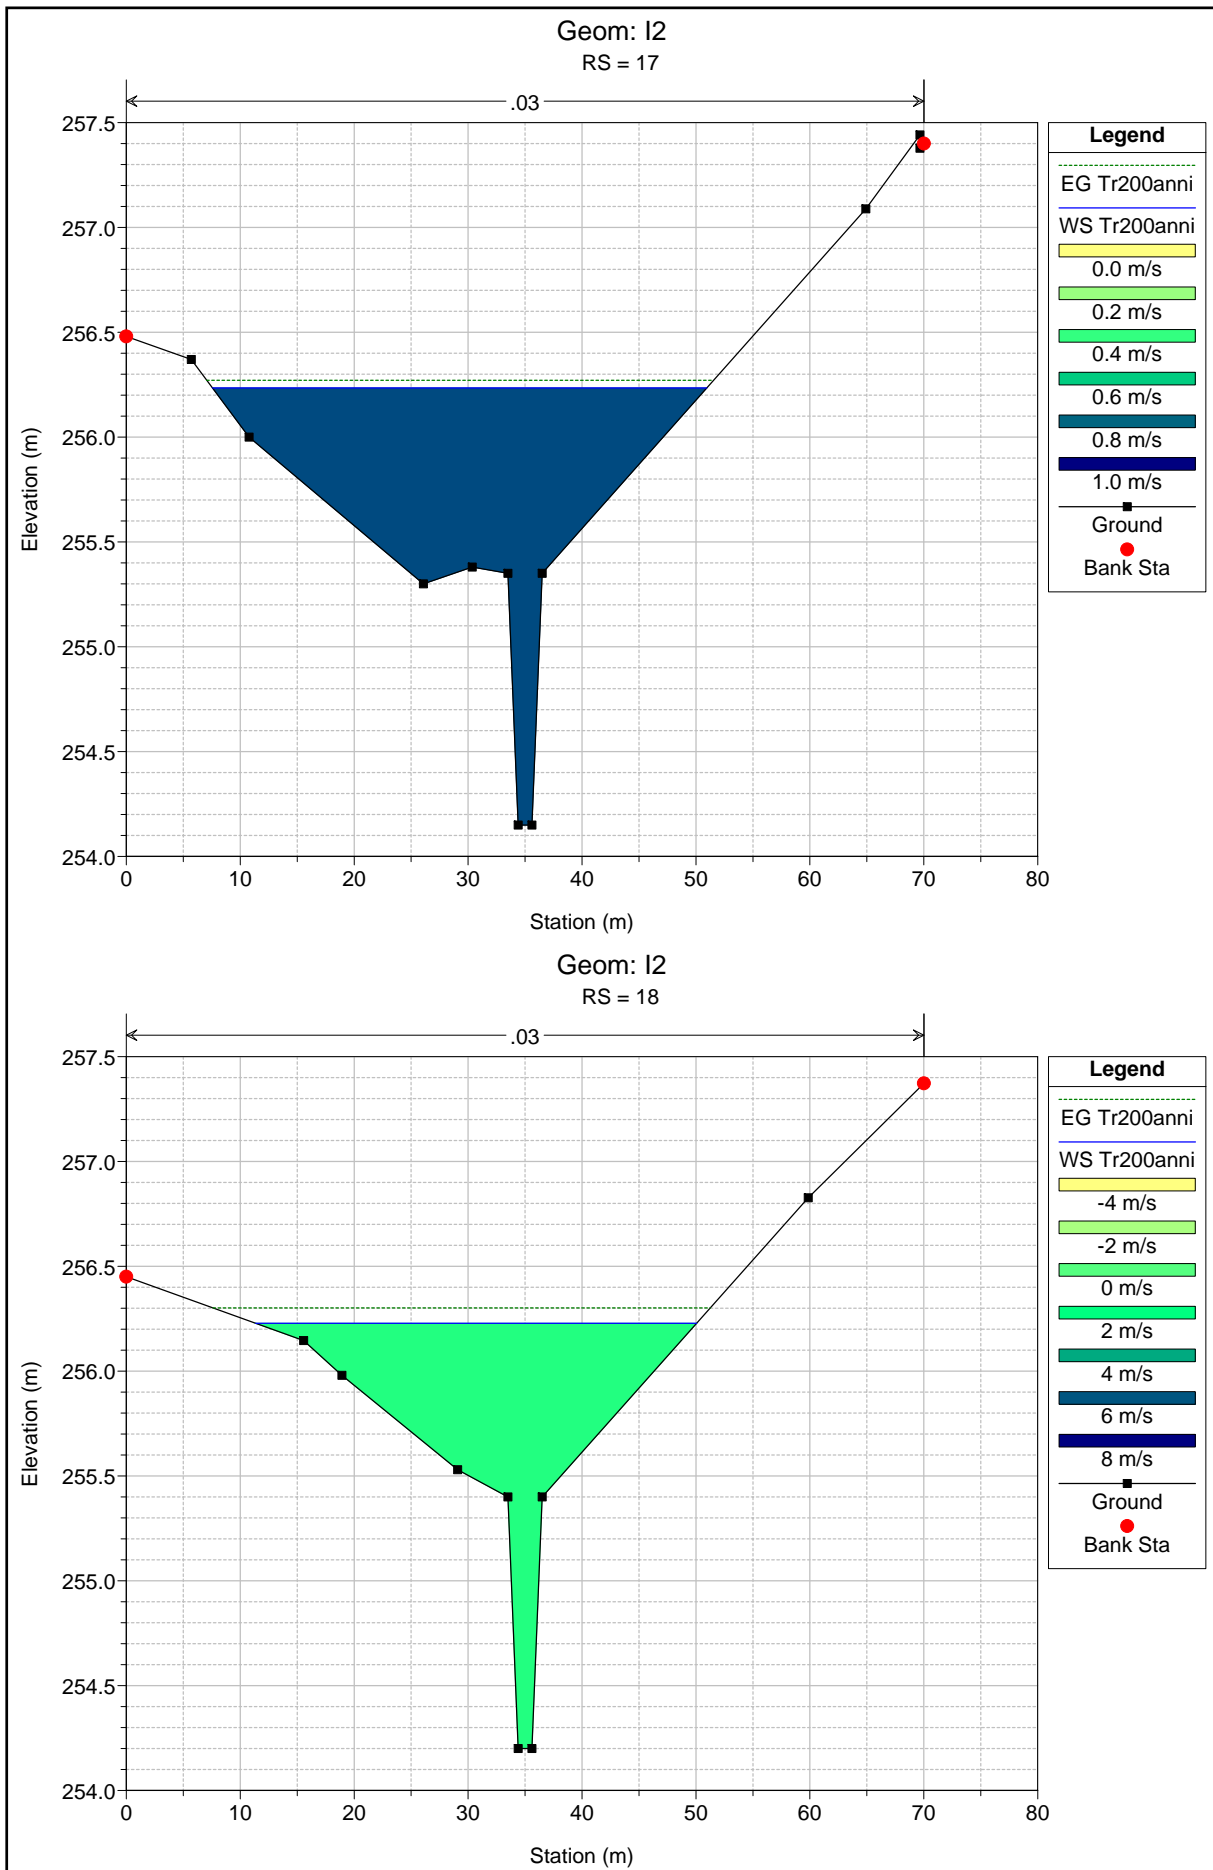 Geom: I2
RS = 17
.03
257.5
257.0
256.5
256.0
255.5
255.0
254.5
254.0
Elevation (m)
0 10 20 30 40 50 60 70 80
Station (m)
Legend
EG Tr200anni
WS Tr200anni
0.0 m/s
0.2 m/s
0.4 m/s
0.6 m/s
0.8 m/s
1.0 m/s
Ground
Bank Sta
Geom: I2
RS = 18
.03
257.5
257.0
256.5
256.0
255.5
255.0
254.5
254.0
Elevation (m)
0 10 20 30 40 50 60 70 80
Station (m)
Legend
EG Tr200anni
WS Tr200anni
-4 m/s
-2 m/s
0 m/s
2 m/s
4 m/s
6 m/s
8 m/s
Ground
Bank Sta